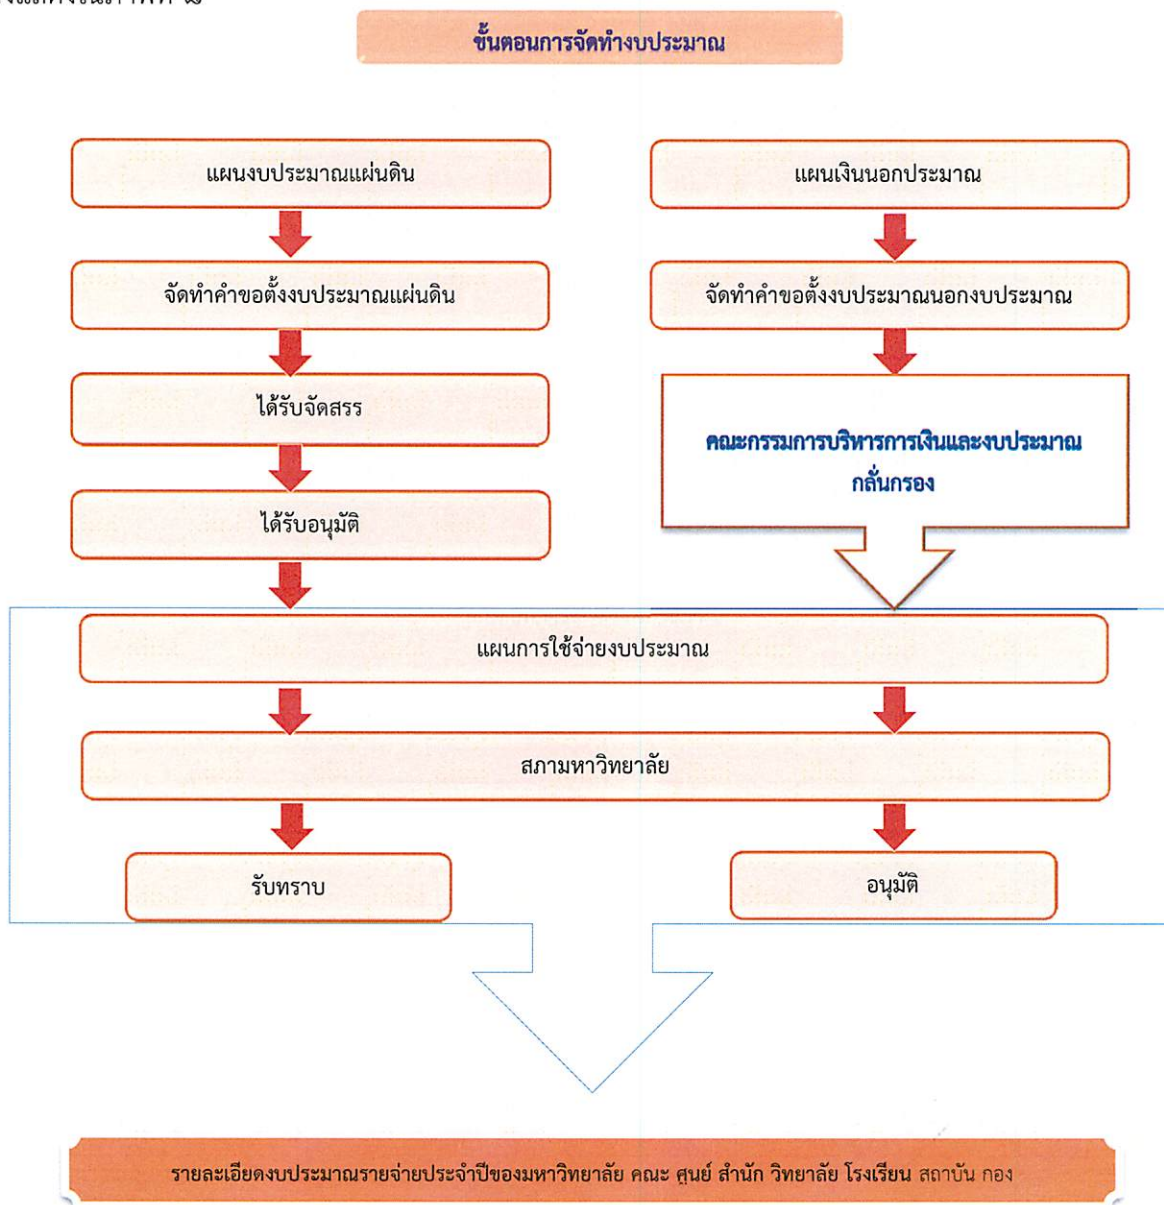 ขั้นตอนการจัดทำงบประมาณ
แผนงบประมาณแผ่นดิน
แผนเงินนอกประมาณ
จัดทำคำขอตั้งงบประมาณแผ่นดิน
จัดทำคำขอตั้งงบประมาณนอกงบประมาณ
ได้รับจัดสรร
คณะกรรมการบริหารการเงินและงบประมาณ
กลั่นกรอง
ได้รับอนุมัติ
แผนการใช้จ่ายงบประมาณ
สภามหาวิทยาลัย
รับทราบ
อนุมัติ
รายละเอียดงบประมาณรายจ่ายประจำปีของมหาวิทยาลัย คณะ ศูนย์ สำนัก วิทยาลัย โรงเรียน สถาบัน กอง